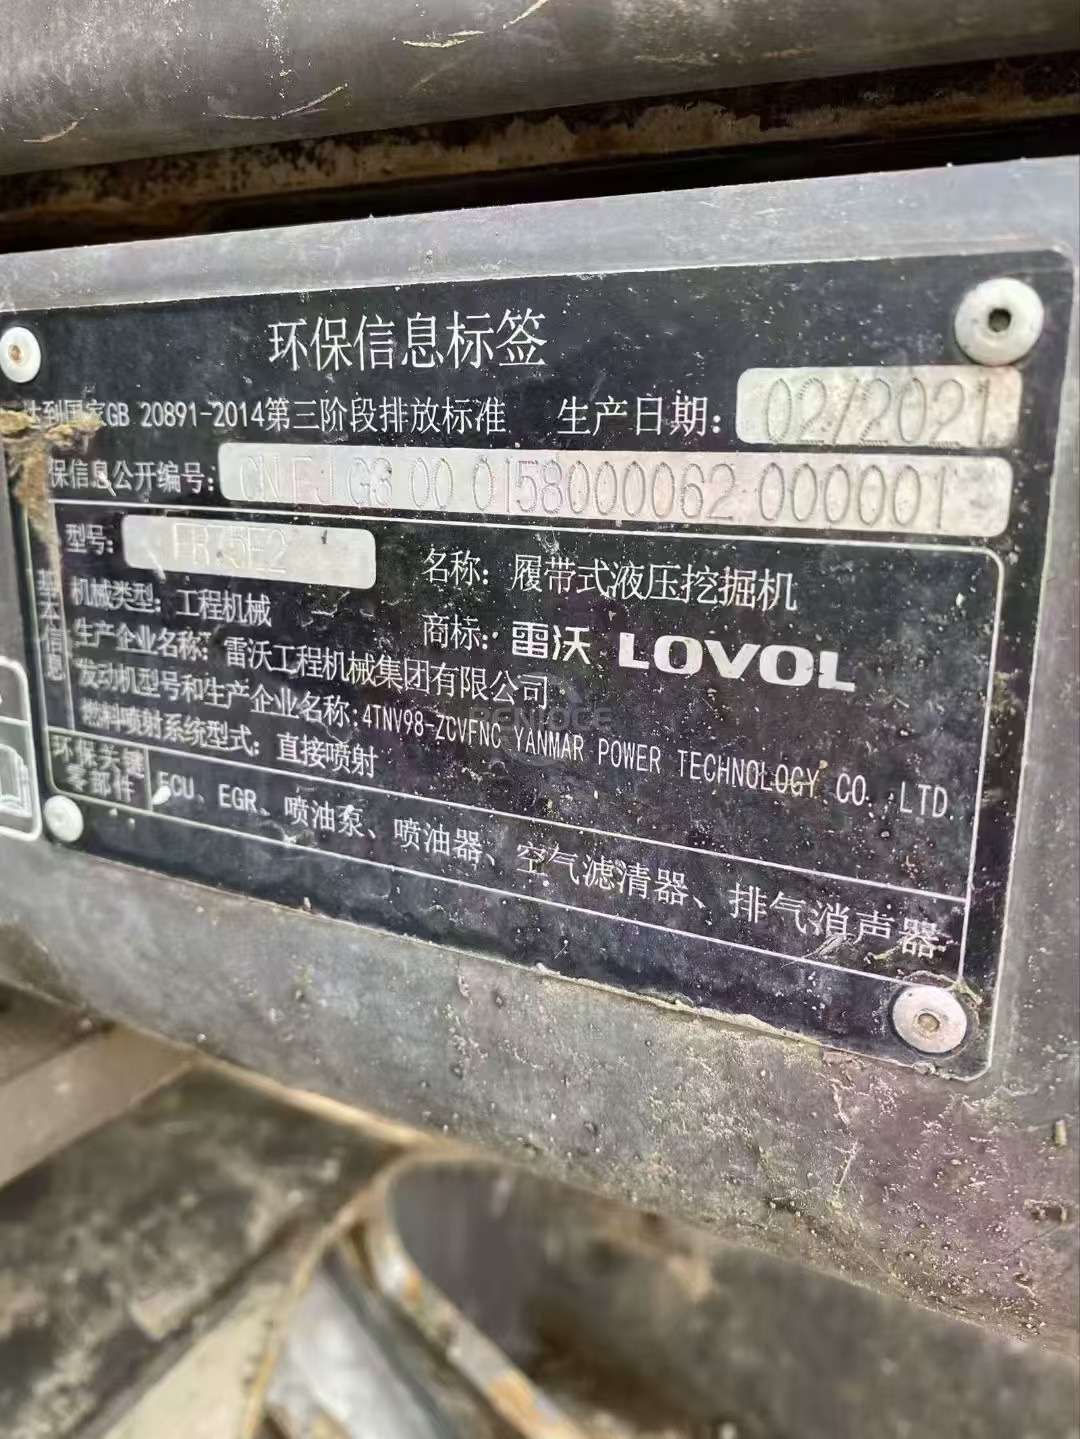 环保信息标签
达到国家GB 20891-2014第三阶段排放标准 生产日期: 02/2021
保信息公开编号: CN FJ G3 00 0158000062 000001
型号: FR75E2 名称: 履带式液压挖掘机
基本信息
机械类型: 工程机械 商标: 雷沃 LOVOL
生产企业名称: 雷沃工程机械集团有限公司
发动机型号和生产企业名称: 4TNV98-ZCVFNC YANMAR POWER TECHNOLOGY CO.,LTD.
燃料喷射系统型式: 直接喷射
环保关键零部件 ECU、EGR、喷油泵、喷油器、空气滤清器、排气消声器